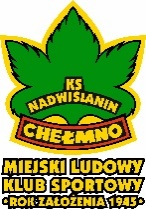 KS
NADWIŚLANIN
CHEŁMNO
MIEJSKI LUDOWY
KLUB SPORTOWY
•ROK ZAŁOŻENIA 1945•